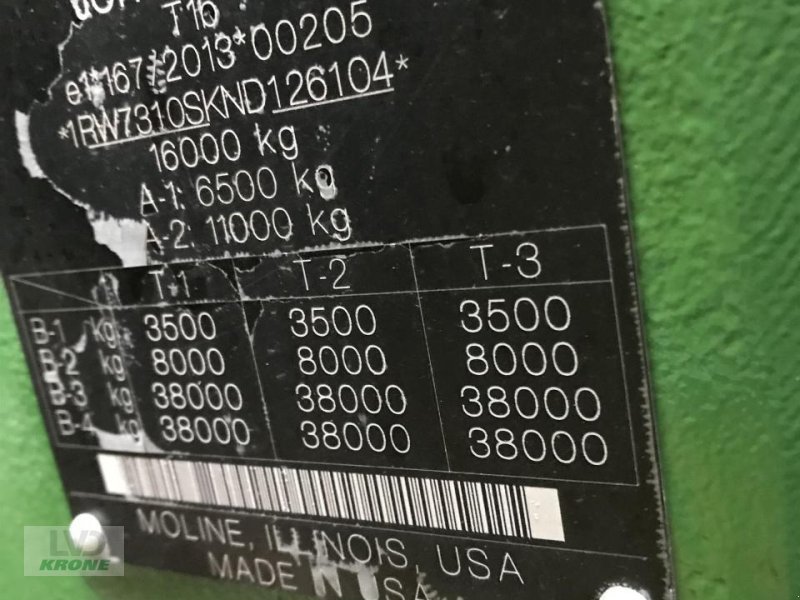 T1b
e1*167/2013*00205
*1RW7310SKND126104*
16000 kg
A-1: 6500 kg
A-2: 11000 kg
T-1 T-2 T-3
B-1 kg 3500 3500 3500
B-2 kg 8000 8000 8000
B-3 kg 38000 38000 38000
B-4 kg 38000 38000 38000
MOLINE, ILLINOIS, USA
MADE IN USA
LVD
KRONE